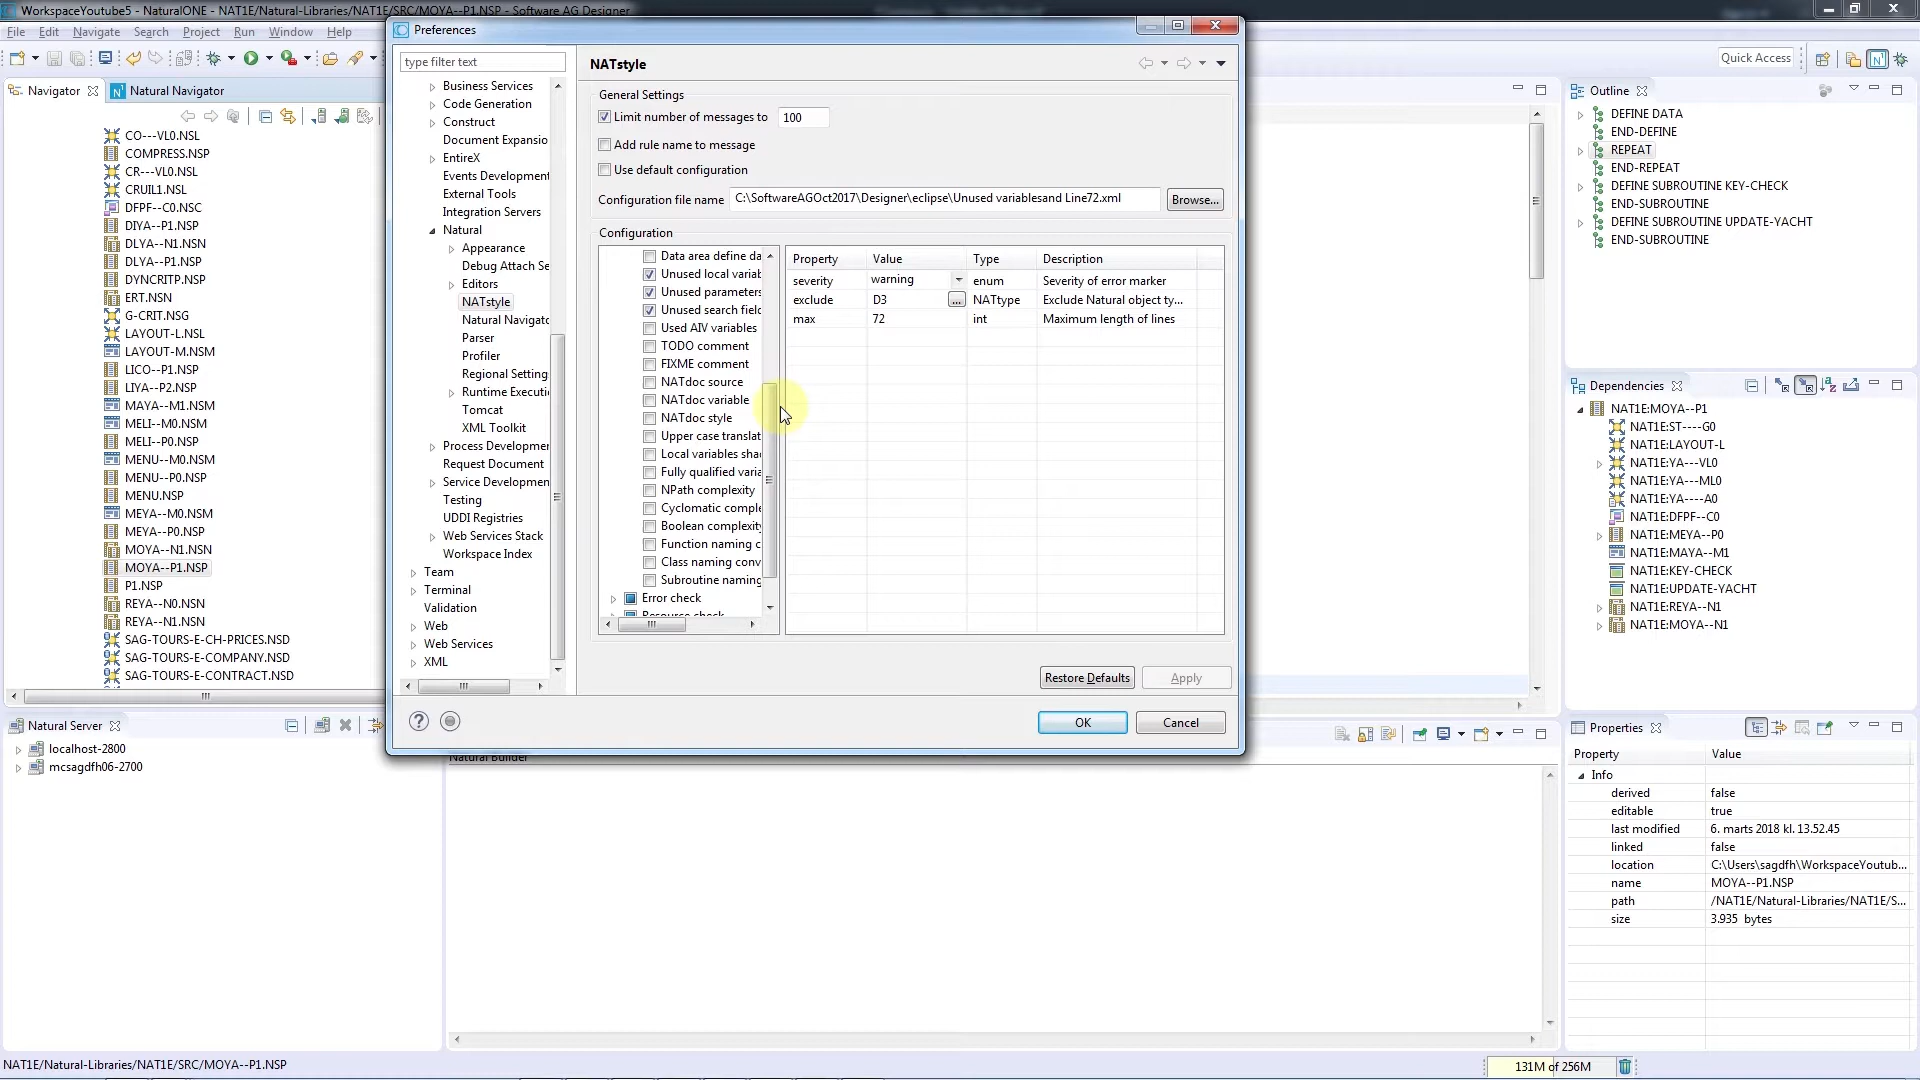 WorkspaceYoutube5 - NaturalONE - NAT1E/Natural-Libraries/NAT1E/SRC/MOYA--P1.NSP - Software AG Designer
File Edit Navigate Search Project Run Window Help
Quick Access
Navigator
Natural Navigator
CO---VL0.NSL
COMPRESS.NSP
CR---VL0.NSL
CRUIL1.NSL
DFPF--C0.NSC
DIYA--P1.NSP
DLYA--N1.NSN
DLYA--P1.NSP
DYNCRITP.NSP
ERT.NSN
G-CRIT.NSG
LAYOUT-L.NSL
LAYOUT-M.NSM
LICO--P1.NSP
LIYA--P2.NSP
MAYA--M1.NSM
MELI--M0.NSM
MELI--P0.NSP
MENU--M0.NSM
MENU--P0.NSP
MENU.NSP
MEYA--M0.NSM
MEYA--P0.NSP
MOYA--N1.NSN
MOYA--P1.NSP
P1.NSP
REYA--N0.NSN
REYA--N1.NSN
SAG-TOURS-E-CH-PRICES.NSD
SAG-TOURS-E-COMPANY.NSD
SAG-TOURS-E-CONTRACT.NSD
Natural Server
localhost-2800
mcsagdfh06-2700
Preferences
type filter text
Business Services
Code Generation
Construct
Document Expansio
EntireX
Events Development
External Tools
Integration Servers
Natural
Appearance
Debug Attach Se
Editors
NATstyle
Natural Navigato
Parser
Profiler
Regional Settings
Runtime Executi
Tomcat
XML Toolkit
Process Developmen
Request Document
Service Developmen
Testing
UDDI Registries
Web Services Stack
Workspace Index
Team
Terminal
Validation
Web
Web Services
XML
NATstyle
General Settings
Limit number of messages to 100
Add rule name to message
Use default configuration
Configuration file name C:\SoftwareAGOct2017\Designer\eclipse\Unused variablesand Line72.xml Browse...
Configuration
Data area define da
Unused local variab
Unused parameters
Unused search field
Used AIV variables
TODO comment
FIXME comment
NATdoc source
NATdoc variable
NATdoc style
Upper case translat
Local variables sha
Fully qualified varia
NPath complexity
Cyclomatic comple
Boolean complexity
Function naming c
Class naming conv
Subroutine naming
Error check
Resource check
Property Value Type Description
severity warning enum Severity of error marker
exclude D3 ... NATtype Exclude Natural object ty...
max 72 int Maximum length of lines
Restore Defaults Apply
OK Cancel
Natural Builder
Outline
DEFINE DATA
END-DEFINE
REPEAT
END-REPEAT
DEFINE SUBROUTINE KEY-CHECK
END-SUBROUTINE
DEFINE SUBROUTINE UPDATE-YACHT
END-SUBROUTINE
Dependencies
NAT1E:MOYA--P1
NAT1E:ST----G0
NAT1E:LAYOUT-L
NAT1E:YA---VL0
NAT1E:YA---ML0
NAT1E:YA----A0
NAT1E:DFPF--C0
NAT1E:MEYA--P0
NAT1E:MAYA--M1
NAT1E:KEY-CHECK
NAT1E:UPDATE-YACHT
NAT1E:REYA--N1
NAT1E:MOYA--N1
Properties
Property Value
Info
derived false
editable true
last modified 6. marts 2018 kl. 13.52.45
linked false
location C:\Users\sagdfh\WorkspaceYoutub...
name MOYA--P1.NSP
path /NAT1E/Natural-Libraries/NAT1E/S...
size 3.935 bytes
NAT1E/Natural-Libraries/NAT1E/SRC/MOYA--P1.NSP
131M of 256M